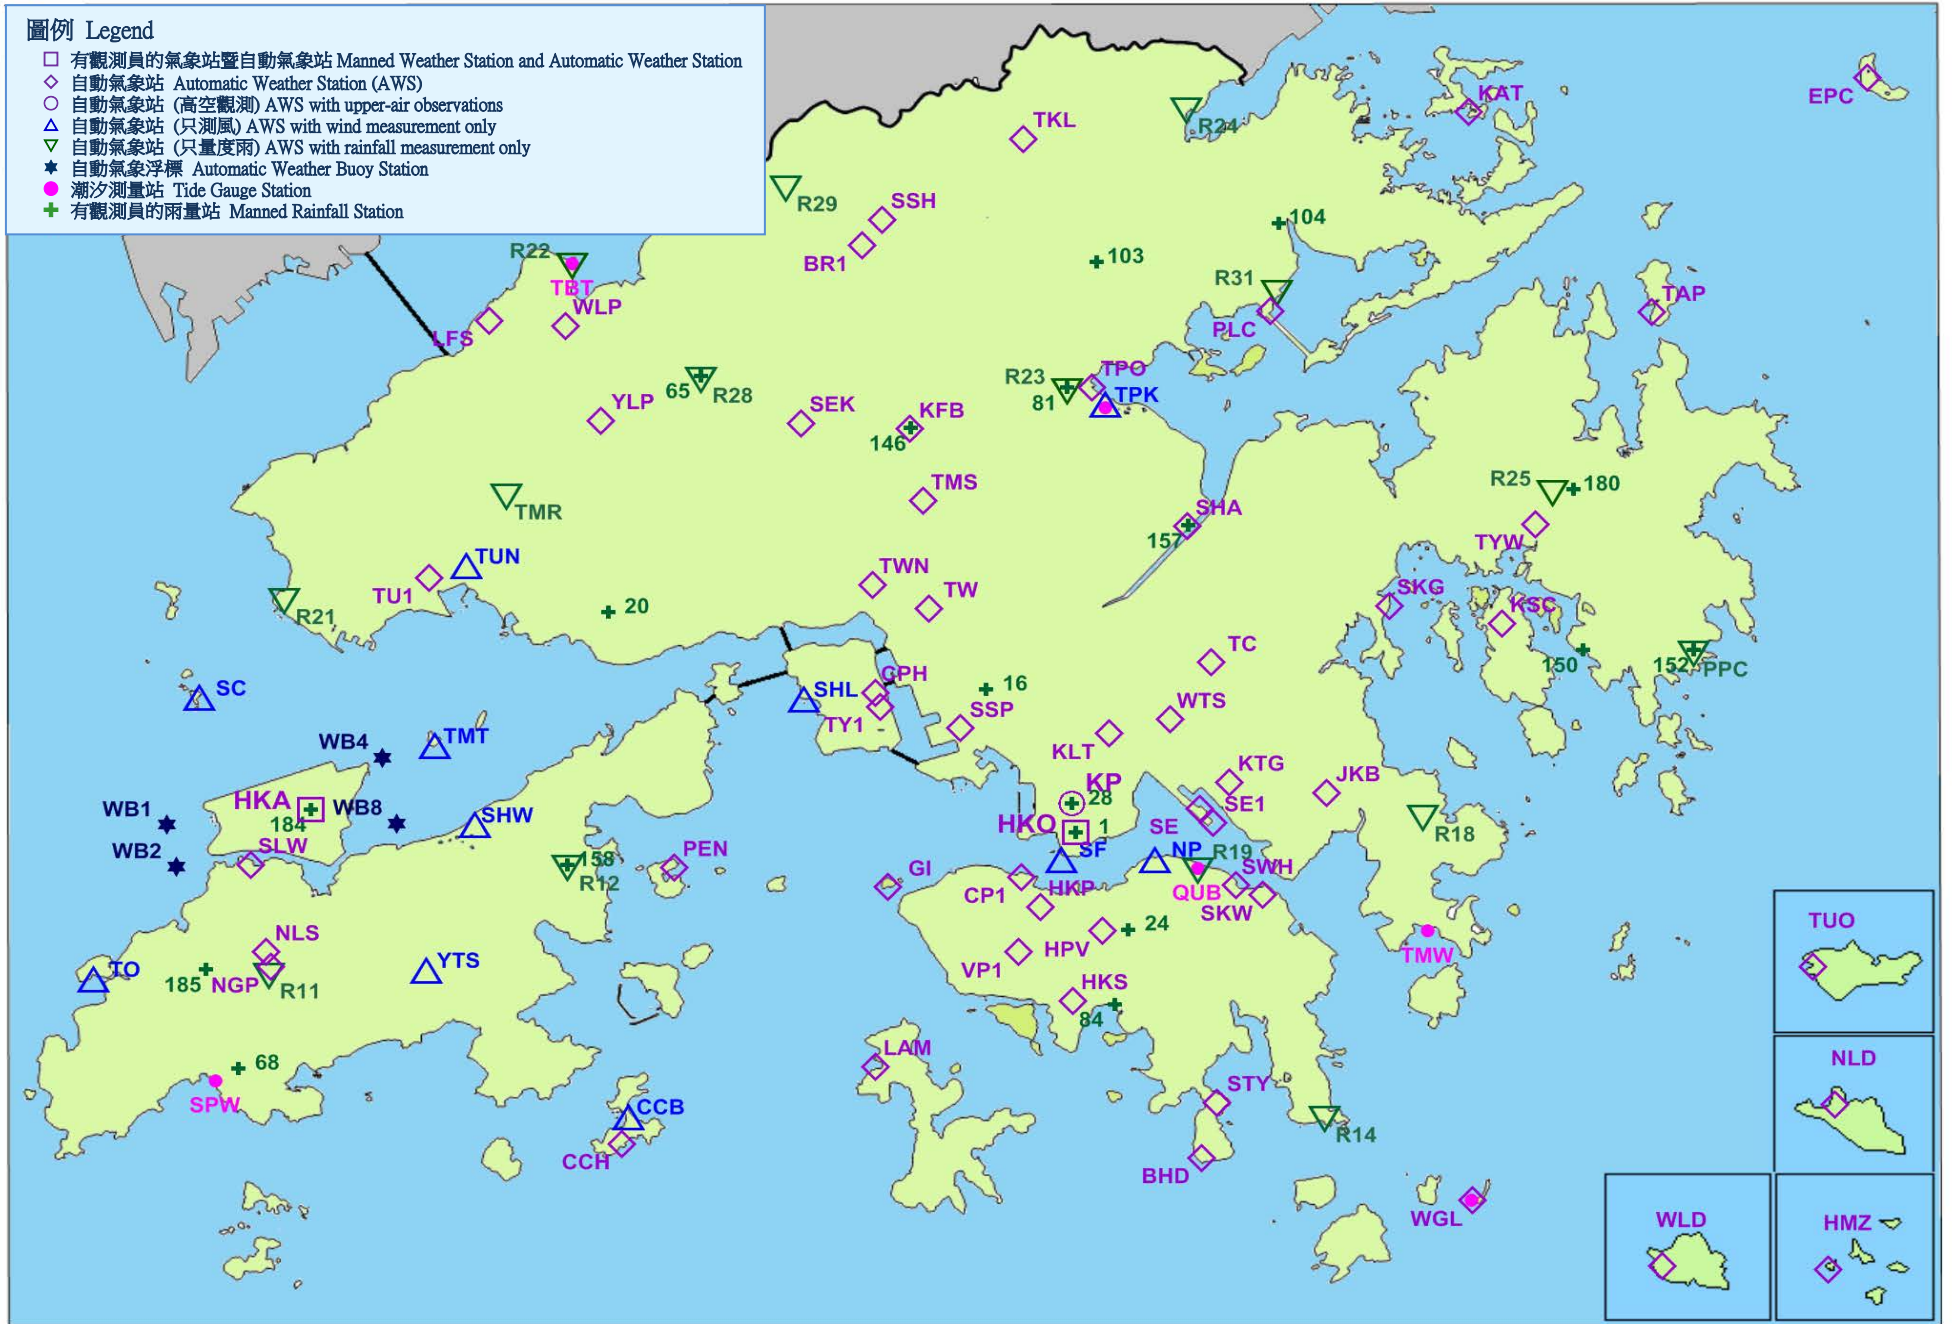 圖例 Legend
有觀測員的氣象站暨自動氣象站 Manned Weather Station and Automatic Weather Station
自動氣象站 Automatic Weather Station (AWS)
自動氣象站 (高空觀測) AWS with upper-air observations
自動氣象站 (只測風) AWS with wind measurement only
自動氣象站 (只量度雨) AWS with rainfall measurement only
自動氣象浮標 Automatic Weather Buoy Station
潮汐測量站 Tide Gauge Station
有觀測員的雨量站 Manned Rainfall Station
EPC
KAT
TKL
R24
R29
SSH
104
R22
BR1
103
TBT
R31
TAP
WLP
LFS
PLC
TPO
R23
65
R28
TPK
81
YLP
SEK
KFB
146
R25
180
TMS
TMR
SHA
157
TYW
TUN
TWN
TU1
TW
SKG
KSC
20
R21
TC
150
152
PPC
CPH
16
SC
SHL
SSP
WTS
TY1
TMT
WB4
KLT
KTG
JKB
KP
HKA
WB8
28
WB1
184
SHW
HKO
1
SE
SE1
R18
SLW
WB2
158
R12
PEN
GI
SF
NP
R19
SWH
CP1
HKP
QUB
SKW
24
TUO
NLS
HPV
TMW
TO
YTS
VP1
185
NGP
R11
HKS
84
LAM
NLD
68
STY
SPW
CCB
R14
CCH
BHD
WGL
WLD
HMZ